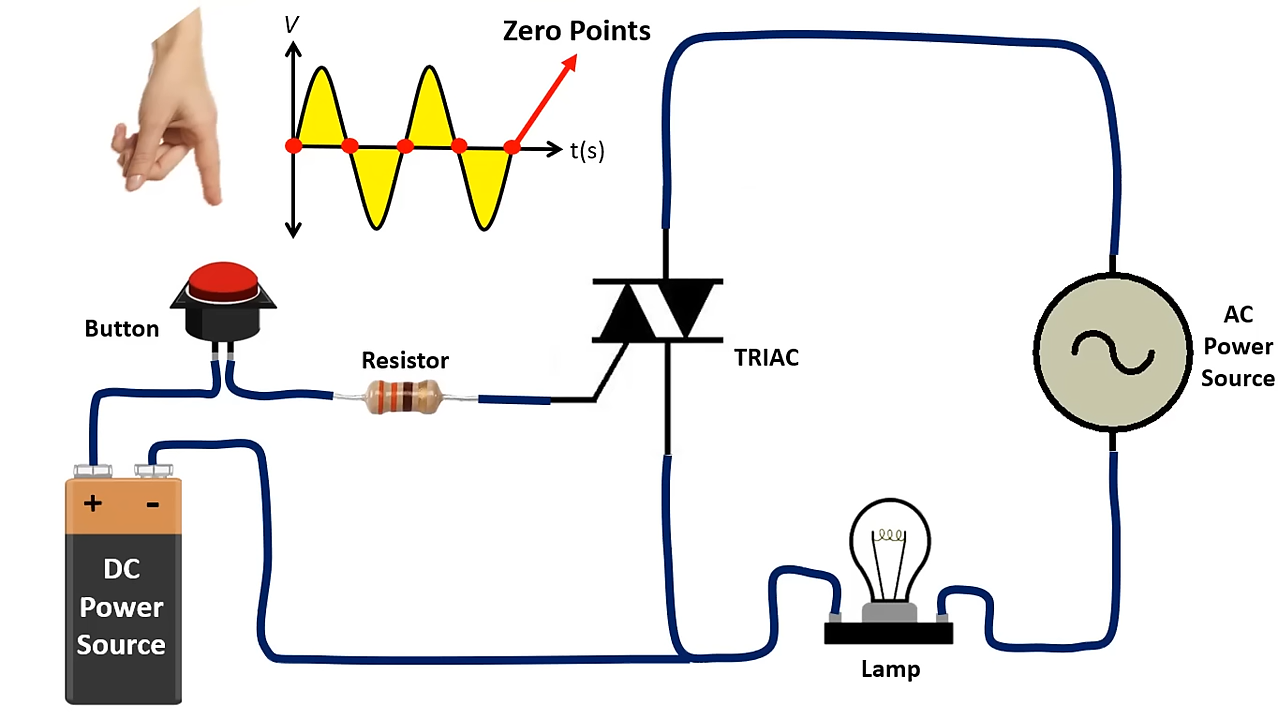 V
Zero Points
t(s)
Button
Resistor
TRIAC
AC
Power
Source
+ -
DC
Power
Source
Lamp